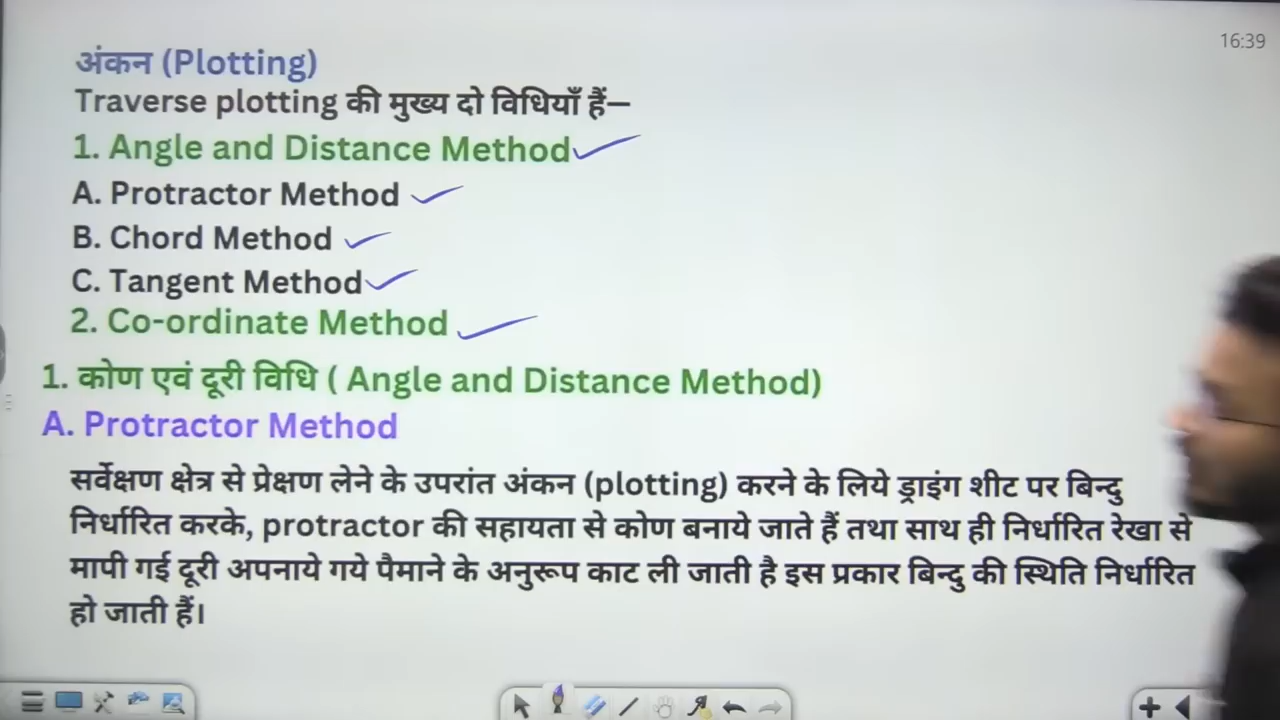 16:39
अंकन (Plotting)
Traverse plotting की मुख्य दो विधियाँ हैं—
1. Angle and Distance Method
A. Protractor Method
B. Chord Method
C. Tangent Method
2. Co-ordinate Method
1. कोण एवं दूरी विधि ( Angle and Distance Method)
A. Protractor Method
सर्वेक्षण क्षेत्र से प्रेक्षण लेने के उपरांत अंकन (plotting) करने के लिये ड्राइंग शीट पर बिन्दु
निर्धारित करके, protractor की सहायता से कोण बनाये जाते हैं तथा साथ ही निर्धारित रेखा से
मापी गई दूरी अपनाये गये पैमाने के अनुरूप काट ली जाती है इस प्रकार बिन्दु की स्थिति निर्धारित
हो जाती हैं।